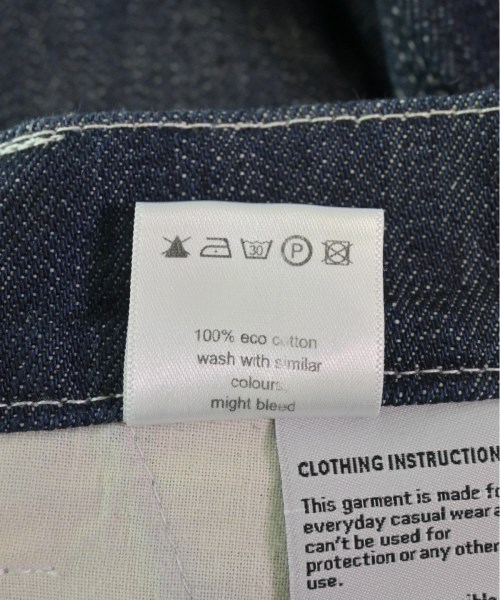 30 P
100% eco cotton
wash with similar
colours,
might bleed
CLOTHING INSTRUCTION
This garment is made
everyday casual wear
can't be used for
protection or any other
use.